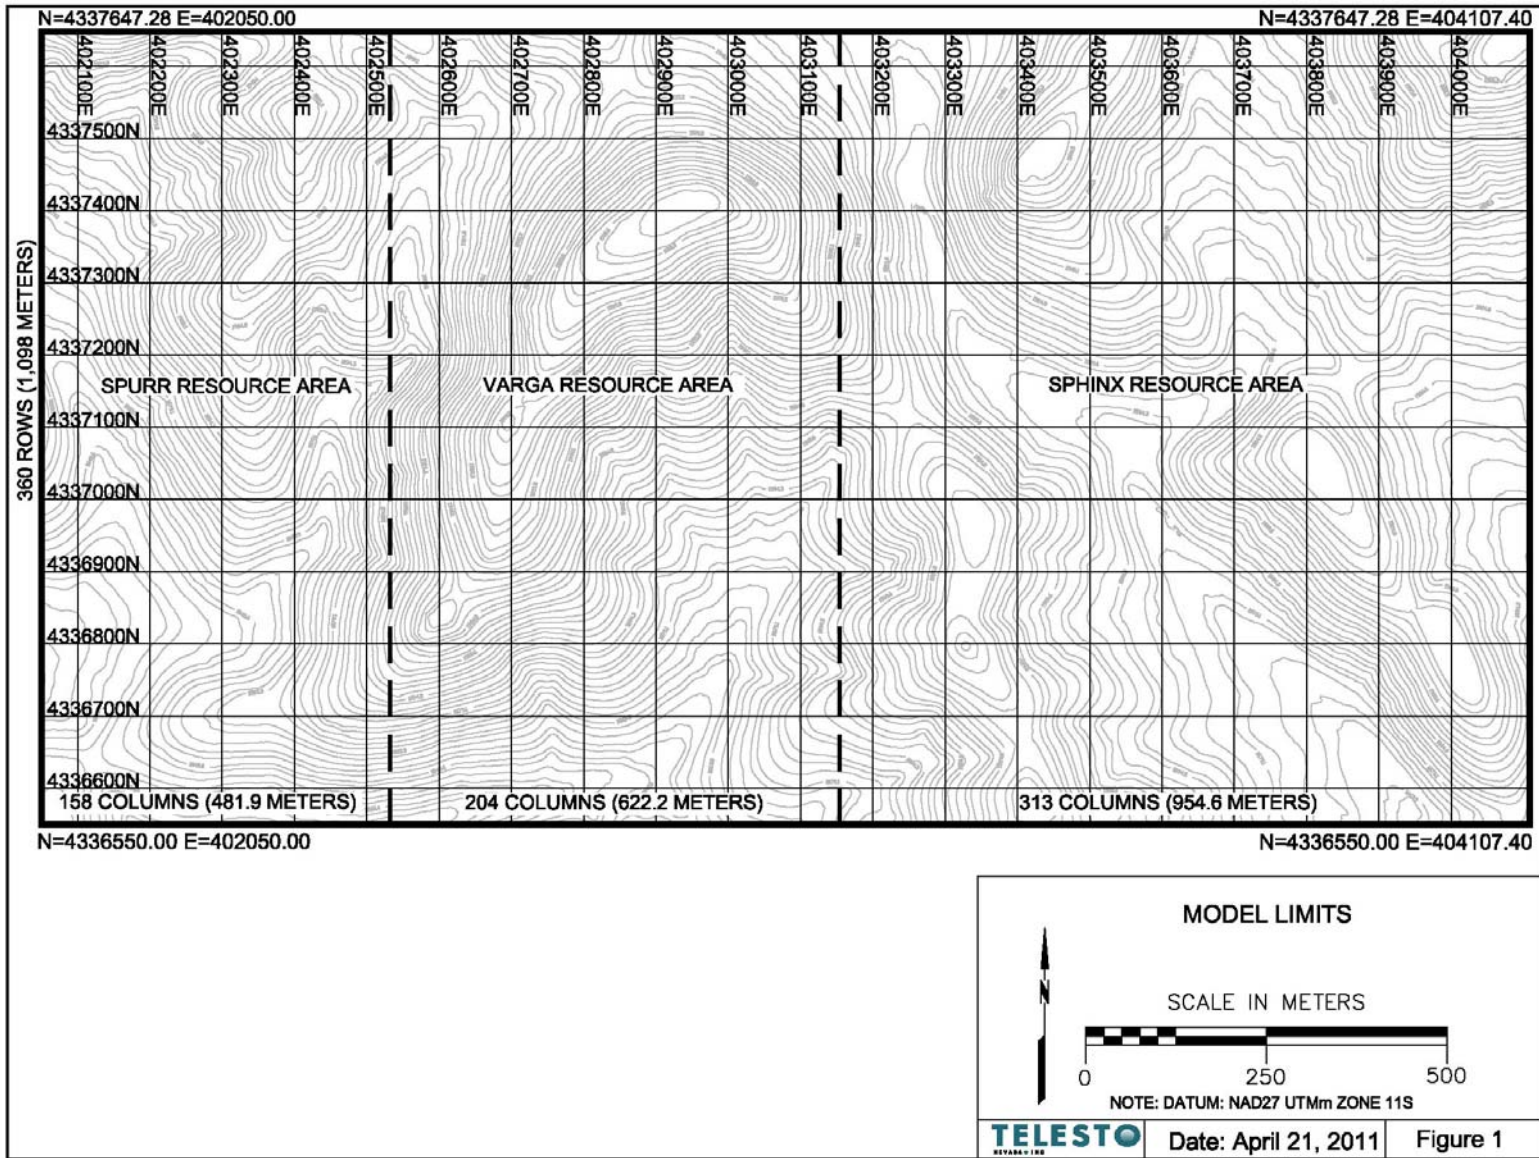 N=4337647.28 E=402050.00
N=4337647.28 E=404107.40
402100E
402200E
402300E
402400E
402500E
402600E
402700E
402800E
402900E
403000E
403100E
403200E
403300E
403400E
403500E
403600E
403700E
403800E
403900E
404000E
4337500N
4337400N
4337300N
4337200N
4337100N
4337000N
4336900N
4336800N
4336700N
4336600N
360 ROWS (1,098 METERS)
SPURR RESOURCE AREA
VARGA RESOURCE AREA
SPHINX RESOURCE AREA
158 COLUMNS (481.9 METERS)
204 COLUMNS (622.2 METERS)
313 COLUMNS (954.6 METERS)
N=4336550.00 E=402050.00
N=4336550.00 E=404107.40
MODEL LIMITS
N
SCALE IN METERS
0
250
500
NOTE: DATUM: NAD27 UTMm ZONE 11S
TELESTO
NEVADA INC
Date: April 21, 2011
Figure 1